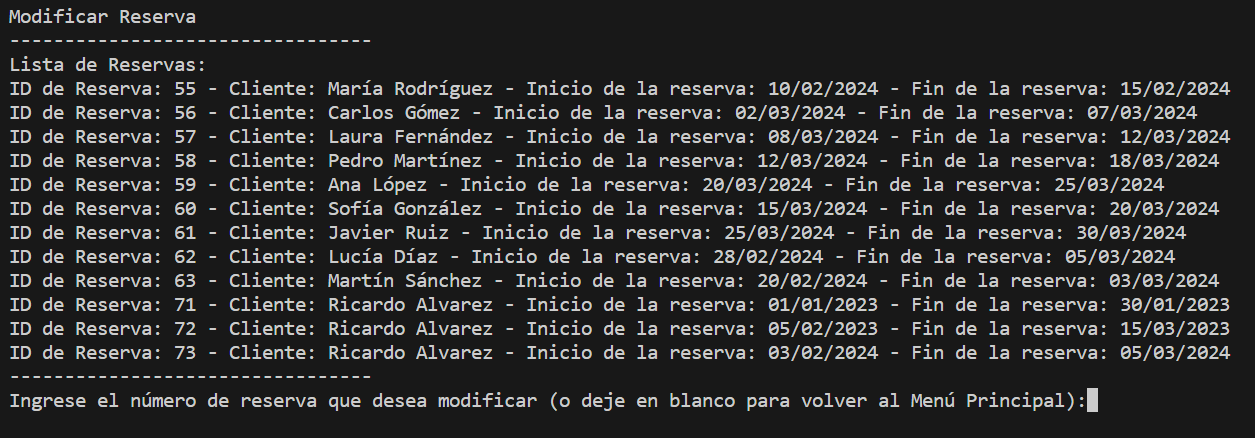 Modificar Reserva
---------------------------------
Lista de Reservas:
ID de Reserva: 55 - Cliente: María Rodríguez - Inicio de la reserva: 10/02/2024 - Fin de la reserva: 15/02/2024
ID de Reserva: 56 - Cliente: Carlos Gómez - Inicio de la reserva: 02/03/2024 - Fin de la reserva: 07/03/2024
ID de Reserva: 57 - Cliente: Laura Fernández - Inicio de la reserva: 08/03/2024 - Fin de la reserva: 12/03/2024
ID de Reserva: 58 - Cliente: Pedro Martínez - Inicio de la reserva: 12/03/2024 - Fin de la reserva: 18/03/2024
ID de Reserva: 59 - Cliente: Ana López - Inicio de la reserva: 20/03/2024 - Fin de la reserva: 25/03/2024
ID de Reserva: 60 - Cliente: Sofía González - Inicio de la reserva: 15/03/2024 - Fin de la reserva: 20/03/2024
ID de Reserva: 61 - Cliente: Javier Ruiz - Inicio de la reserva: 25/03/2024 - Fin de la reserva: 30/03/2024
ID de Reserva: 62 - Cliente: Lucía Díaz - Inicio de la reserva: 28/02/2024 - Fin de la reserva: 05/03/2024
ID de Reserva: 63 - Cliente: Martín Sánchez - Inicio de la reserva: 20/02/2024 - Fin de la reserva: 03/03/2024
ID de Reserva: 71 - Cliente: Ricardo Alvarez - Inicio de la reserva: 01/01/2023 - Fin de la reserva: 30/01/2023
ID de Reserva: 72 - Cliente: Ricardo Alvarez - Inicio de la reserva: 05/02/2023 - Fin de la reserva: 15/03/2023
ID de Reserva: 73 - Cliente: Ricardo Alvarez - Inicio de la reserva: 03/02/2024 - Fin de la reserva: 05/03/2024
---------------------------------
Ingrese el número de reserva que desea modificar (o deje en blanco para volver al Menú Principal):